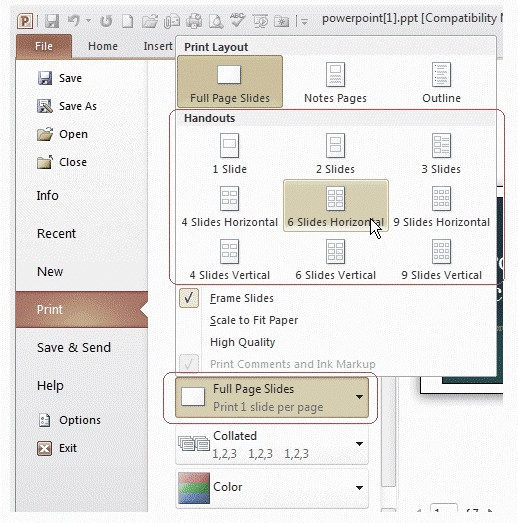 P
powerpoint[1].ppt [Compatibility M
File Home Insert
Print Layout
Full Page Slides Notes Pages Outline
Handouts
1 Slide 2 Slides 3 Slides
4 Slides Horizontal 6 Slides Horizontal 9 Slides Horizontal
4 Slides Vertical 6 Slides Vertical 9 Slides Vertical
Frame Slides
Scale to Fit Paper
High Quality
Print Comments and Ink Markup
Full Page Slides
Print 1 slide per page
Collated
1,2,3 1,2,3 1,2,3
Color
Save
Save As
Open
Close
Info
Recent
New
Print
Save & Send
Help
Options
Exit